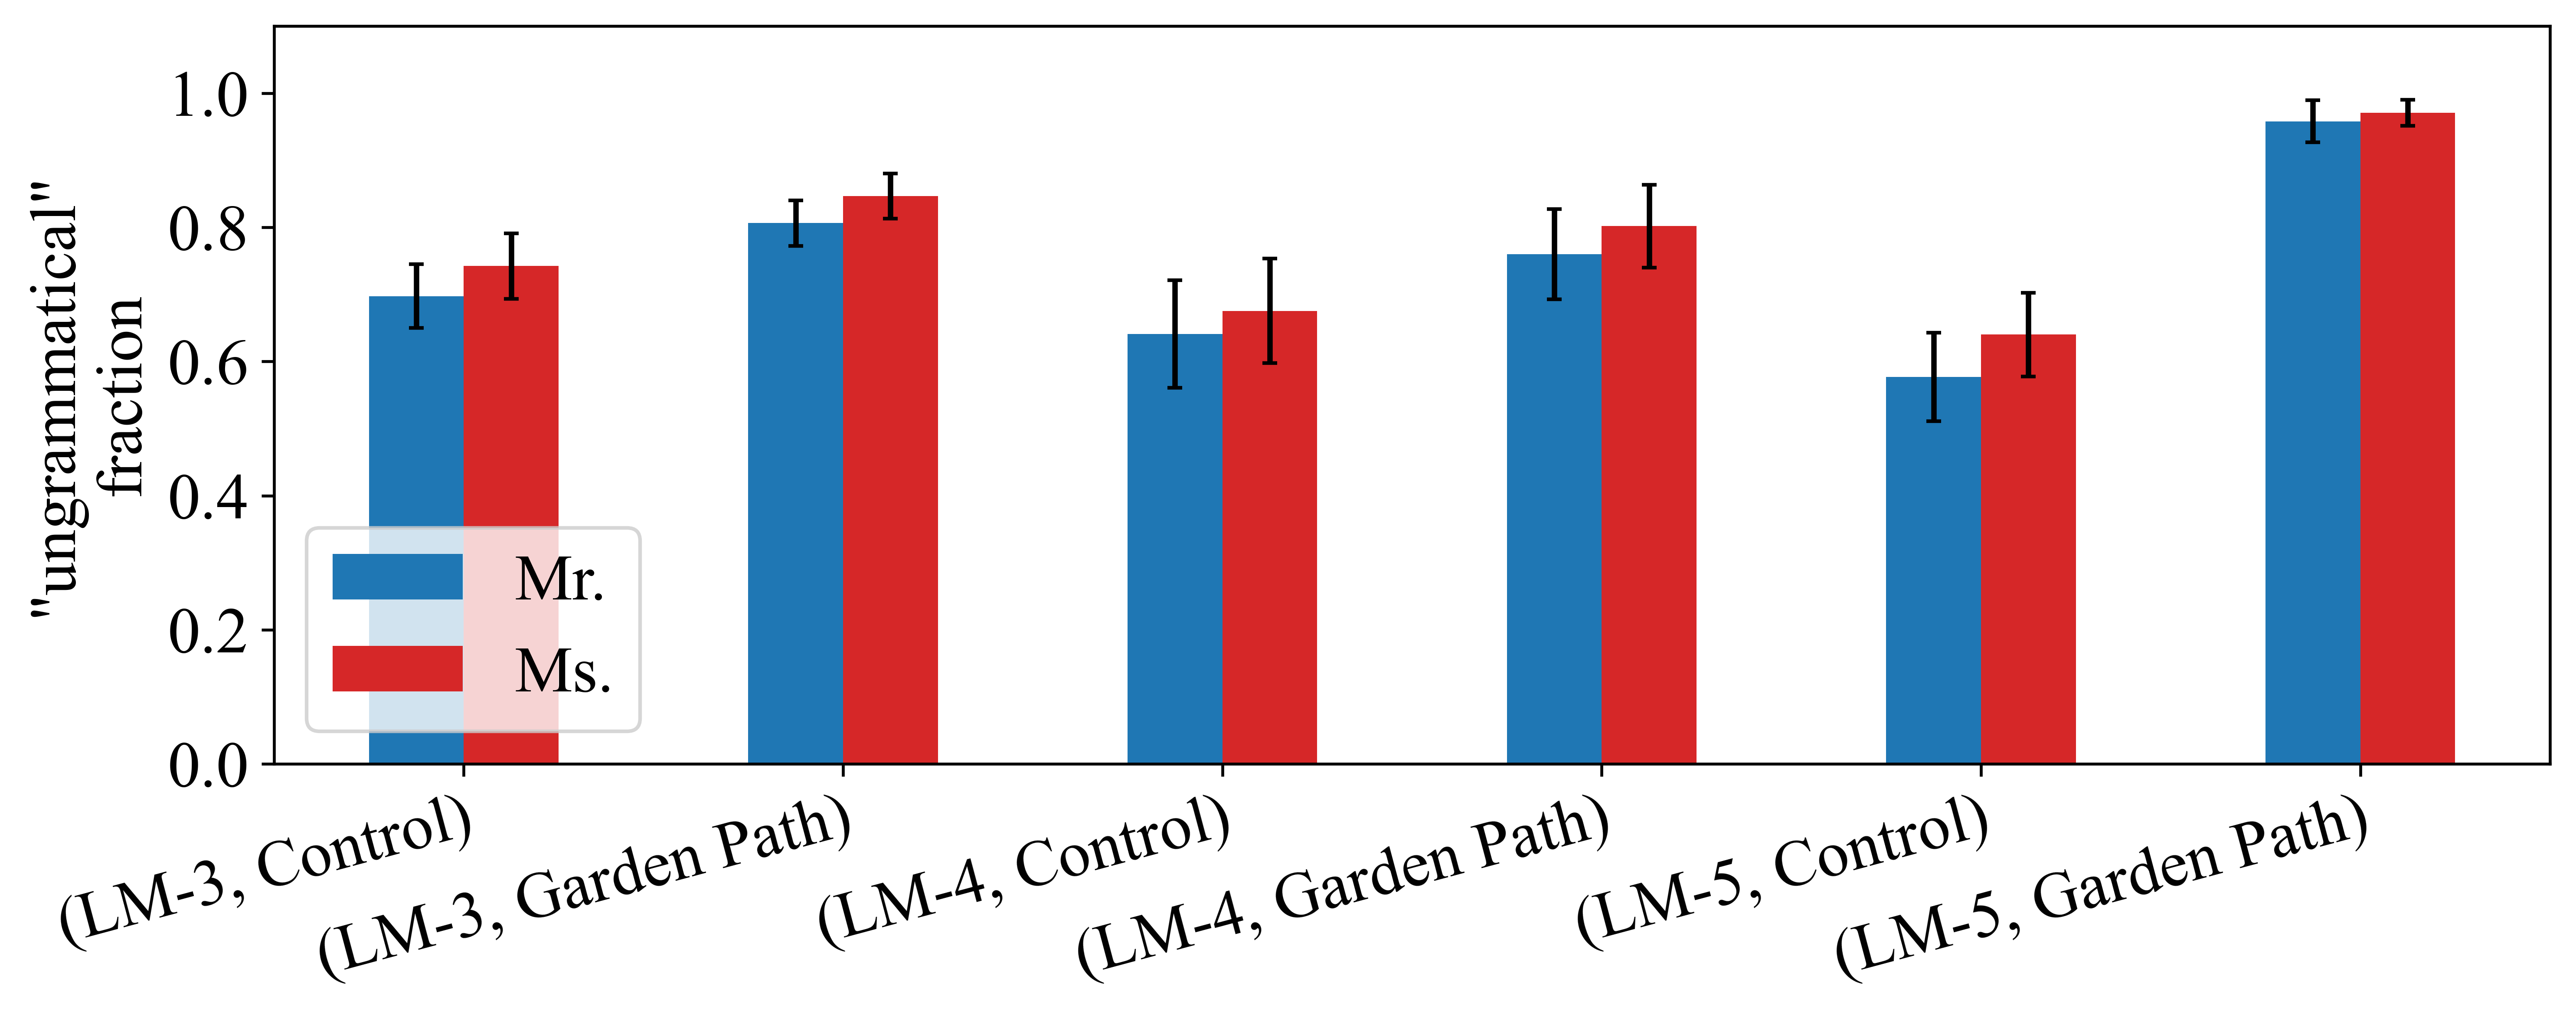 "ungrammatical"
fraction
1.0
0.8
0.6
0.4
0.2
0.0
Mr.
Ms.
(LM-3, Control)
(LM-3, Garden Path)
(LM-4, Control)
(LM-4, Garden Path)
(LM-5, Control)
(LM-5, Garden Path)